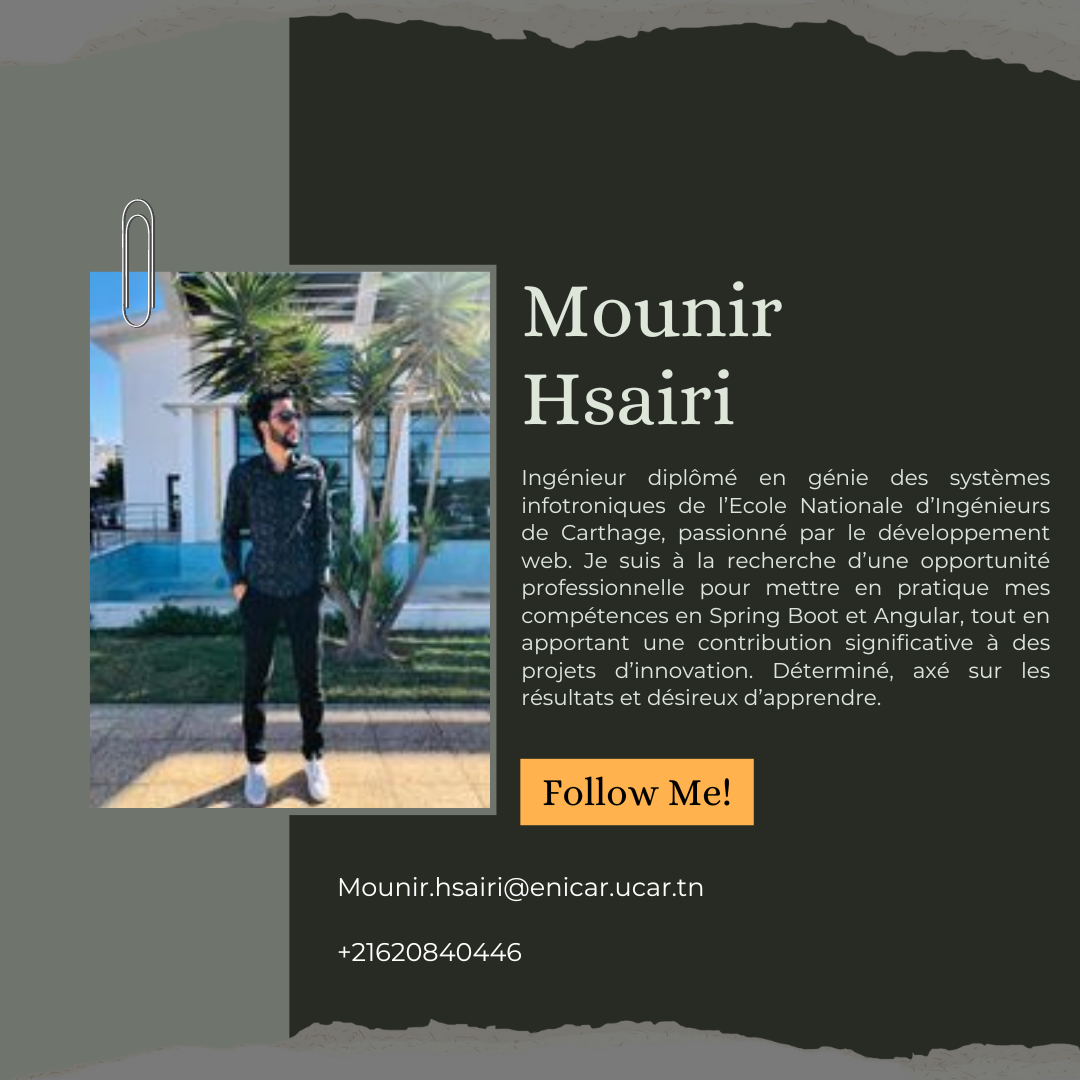 Mounir
Hsairi
Ingénieur diplômé en génie des systèmes
infotroniques de l’Ecole Nationale d’Ingénieurs
de Carthage, passionné par le développement
web. Je suis à la recherche d’une opportunité
professionnelle pour mettre en pratique mes
compétences en Spring Boot et Angular, tout en
apportant une contribution significative à des
projets d’innovation. Déterminé, axé sur les
résultats et désireux d’apprendre.
Follow Me!
Mounir.hsairi@enicar.ucar.tn
+21620840446